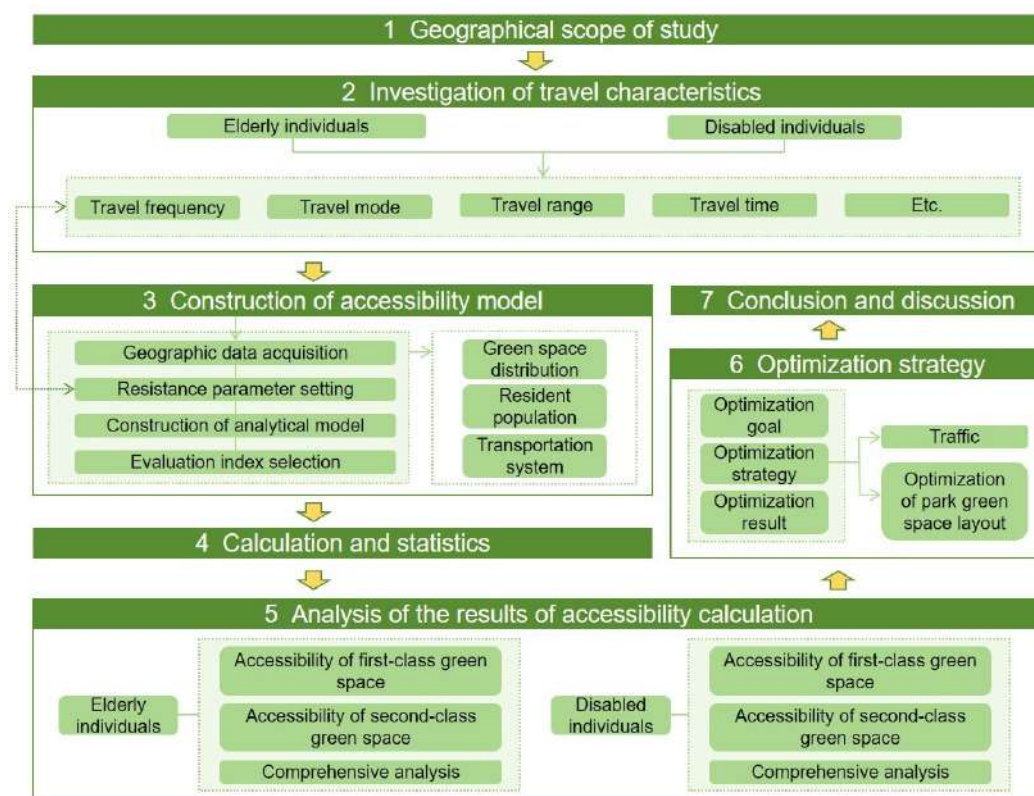 1 Geographical scope of study
2 Investigation of travel characteristics
Elderly individuals
Disabled individuals
Travel frequency
Travel mode
Travel range
Travel time
Etc.
3 Construction of accessibility model
Geographic data acquisition
Resistance parameter setting
Construction of analytical model
Evaluation index selection
Green space
distribution
Resident
population
Transportation
system
4 Calculation and statistics
5 Analysis of the results of accessibility calculation
Elderly
individuals
Accessibility of first-class green
space
Accessibility of second-class
green space
Comprehensive analysis
Disabled
individuals
Accessibility of first-class green
space
Accessibility of second-class
green space
Comprehensive analysis
6 Optimization strategy
Optimization
goal
Optimization
strategy
Optimization
result
Traffic
Optimization
of park green
space layout
7 Conclusion and discussion